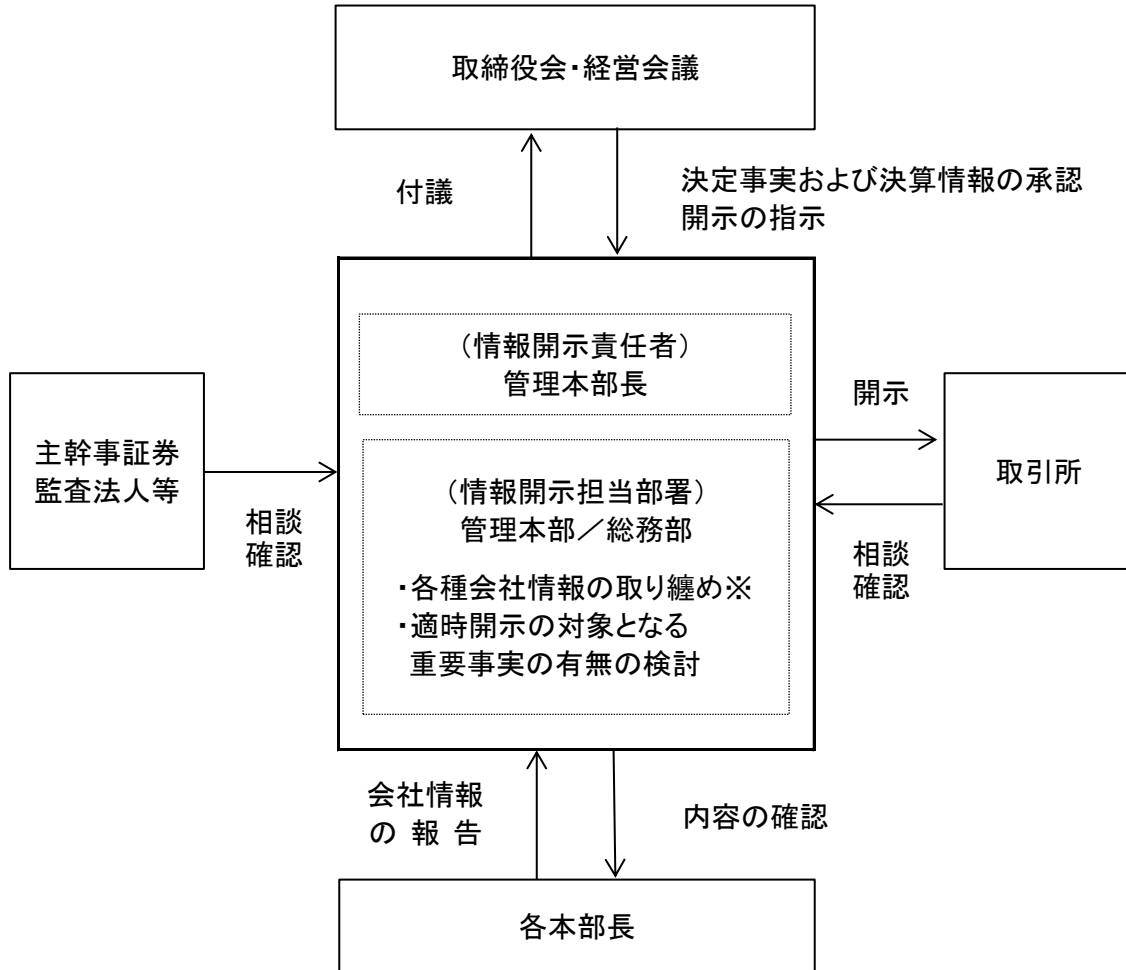 取締役会・経営会議
付議
決定事実および決算情報の承認
開示の指示
（情報開示責任者）
管理本部長
主幹事証券
監査法人等
相談
確認
（情報開示担当部署）
管理本部／総務部
・各種会社情報の取り纏め※
・適時開示の対象となる
重要事実の有無の検討
開示
取引所
相談
確認
会社情報
の 報 告
内容の確認
各本部長